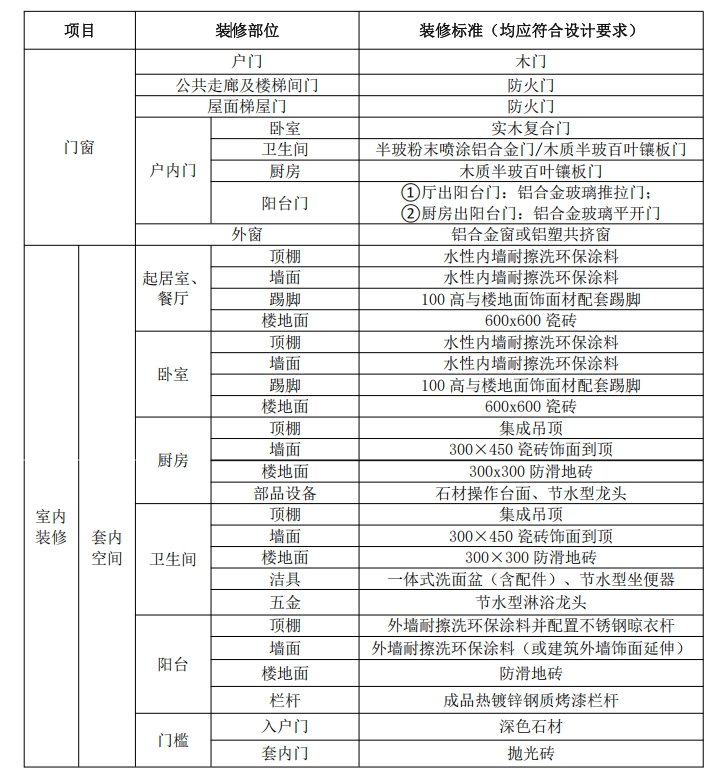 项目 装修部位 装修标准（均应符合设计要求）
门窗 户门 木门
公共走廊及楼梯间门 防火门
屋面梯屋门 防火门
户内门 卧室 实木复合门
卫生间 半玻粉末喷涂铝合金门/木质半玻百叶镶板门
厨房 木质半玻百叶镶板门
阳台门 ①厅出阳台门：铝合金玻璃推拉门；
②厨房出阳台门：铝合金玻璃平开门
外窗 铝合金窗或铝塑共挤窗
室内
装修 套内
空间 起居室、
餐厅 顶棚 水性内墙耐擦洗环保涂料
墙面 水性内墙耐擦洗环保涂料
踢脚 100 高与楼地面饰面材配套踢脚
楼地面 600x600 瓷砖
卧室 顶棚 水性内墙耐擦洗环保涂料
墙面 水性内墙耐擦洗环保涂料
踢脚 100 高与楼地面饰面材配套踢脚
楼地面 600x600 瓷砖
厨房 顶棚 集成吊顶
墙面 300×450 瓷砖饰面到顶
楼地面 300x300 防滑地砖
部品设备 石材操作台面、节水型龙头
卫生间 顶棚 集成吊顶
墙面 300×450 瓷砖饰面到顶
楼地面 300×300 防滑地砖
洁具 一体式洗面盆（含配件）、节水型坐便器
五金 节水型淋浴龙头
阳台 顶棚 外墙耐擦洗环保涂料并配置不锈钢晾衣杆
墙面 外墙耐擦洗环保涂料（或建筑外墙饰面延伸）
楼地面 防滑地砖
栏杆 成品热镀锌钢质烤漆栏杆
门槛 入户门 深色石材
套内门 抛光砖